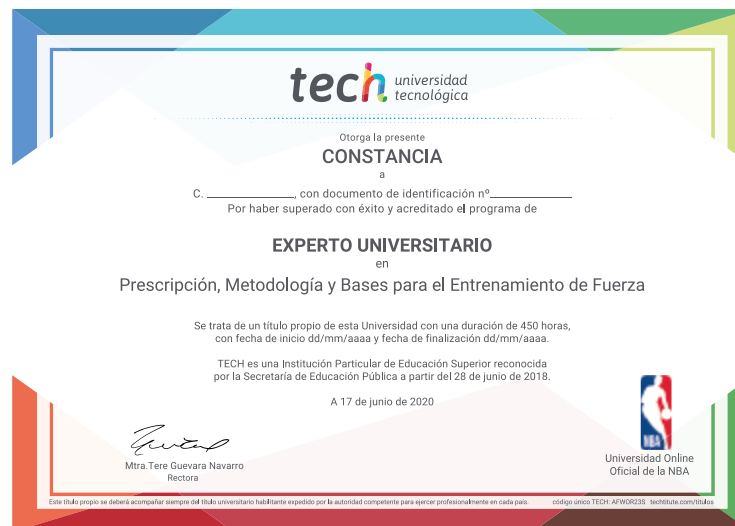 tech universidad
tecnológica
Otorga la presente
CONSTANCIA
a
C. ________________, con documento de identificación nº______________
Por haber superado con éxito y acreditado el programa de
EXPERTO UNIVERSITARIO
en
Prescripción, Metodología y Bases para el Entrenamiento de Fuerza
Se trata de un título propio de esta Universidad con una duración de 450 horas,
con fecha de inicio dd/mm/aaaa y fecha de finalización dd/mm/aaaa.
TECH es una Institución Particular de Educación Superior reconocida
por la Secretaría de Educación Pública a partir del 28 de junio de 2018.
A 17 de junio de 2020
Mtra.Tere Guevara Navarro
Rectora
NBA
Universidad Online
Oficial de la NBA
Este título propio se deberá acompañar siempre del título universitario habilitante expedido por la autoridad competente para ejercer profesionalmente en cada país. código único TECH: AFWOR23S techtitute.com/titulos